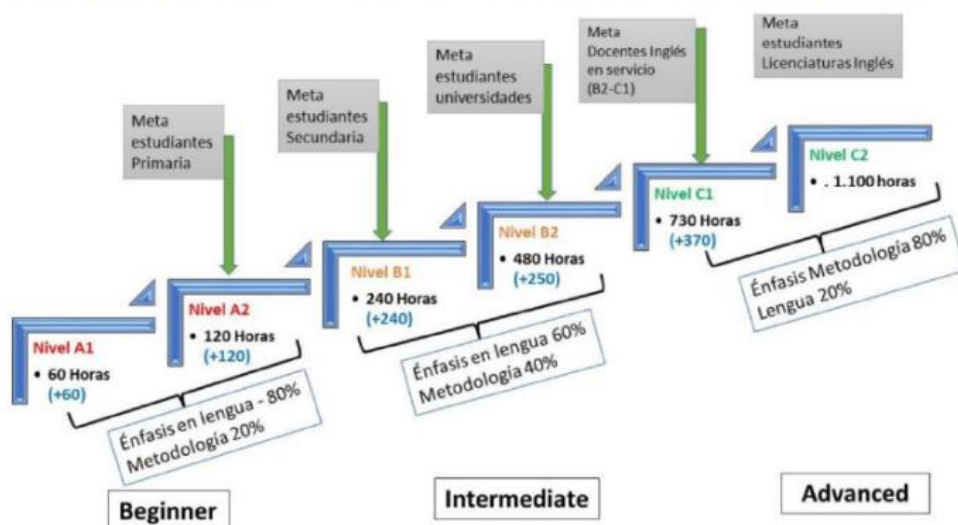 Meta
estudiantes
Primaria
Meta
estudiantes
Secundaria
Meta
estudiantes
universidades
Meta
Docentes Inglés
en servicio
(B2-C1)
Meta
estudiantes
Licenciaturas Inglés
Nivel A1
• 60 Horas
(+60)
Nivel A2
• 120 Horas
(+120)
Nivel B1
• 240 Horas
(+240)
Nivel B2
• 480 Horas
(+250)
Nivel C1
• 730 Horas
(+370)
Nivel C2
• . 1.100 horas
Énfasis en lengua - 80%
Metodología 20%
Énfasis en lengua 60%
Metodología 40%
Énfasis Metodología 80%
Lengua 20%
Beginner
Intermediate
Advanced